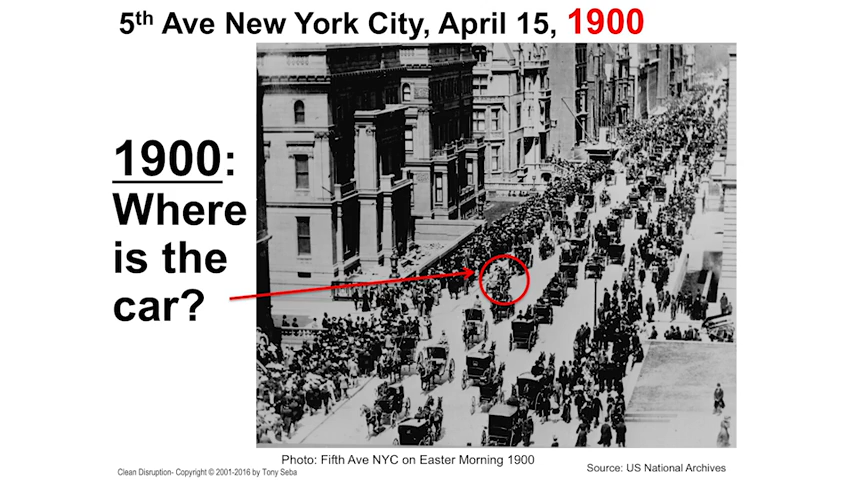 5th Ave New York City, April 15, 1900
1900:
Where
is the
car?
Photo: Fifth Ave NYC on Easter Morning 1900
Clean Disruption- Copyright © 2001-2016 by Tony Seba
Source: US National Archives